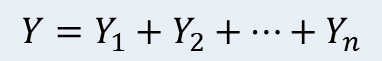 Y = Y₁ + Y₂ + ⋯ + Yₙ